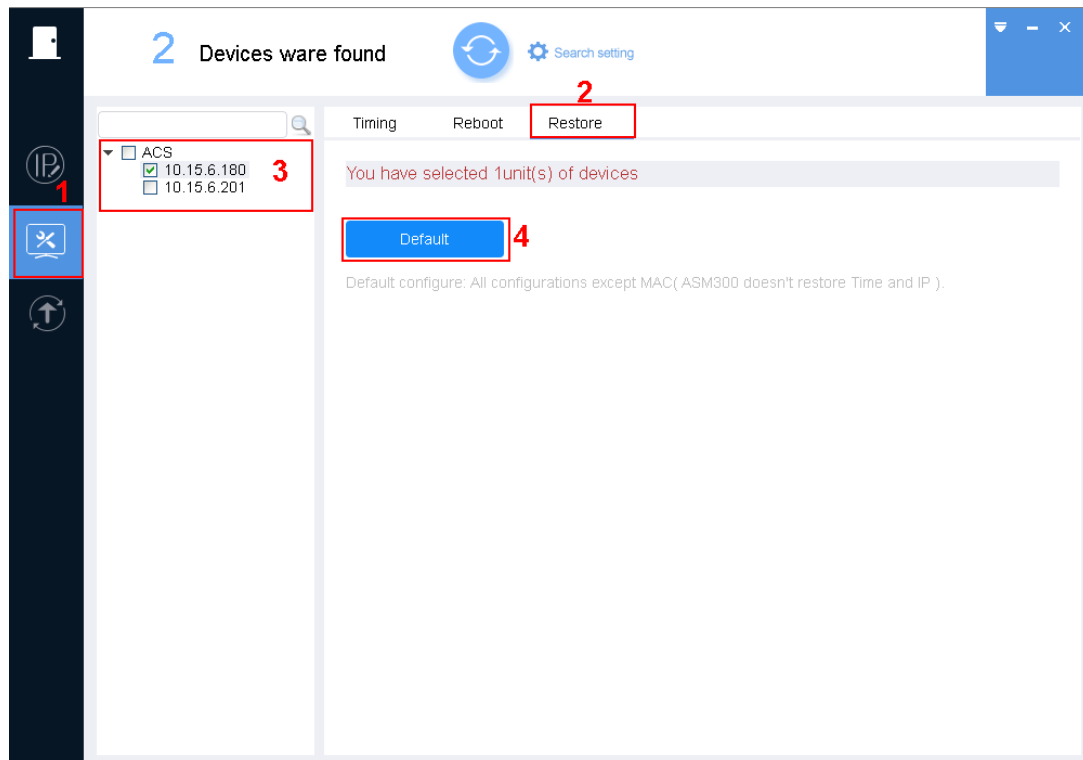 2 Devices ware found
Search setting
2
Timing Reboot Restore
ACS
10.15.6.180
10.15.6.201
3
You have selected 1unit(s) of devices
IP
1
Default
4
Default configure: All configurations except MAC( ASM300 doesn't restore Time and IP ).